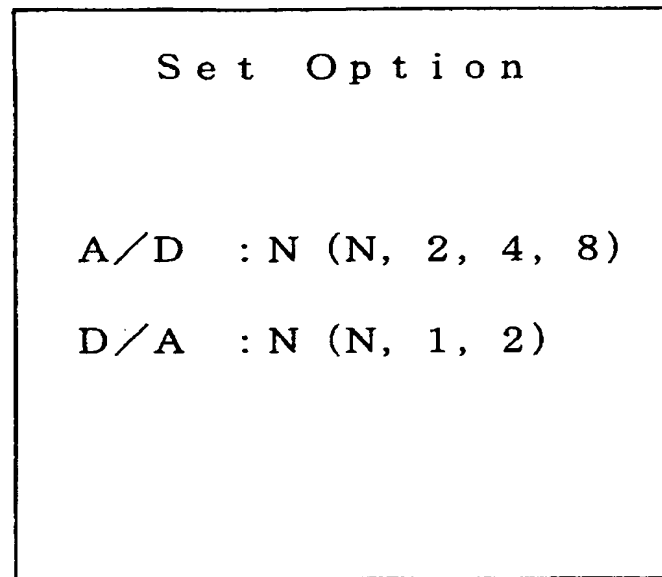 Set Option
A/D :N (N, 2, 4, 8)
D/A :N (N, 1, 2)